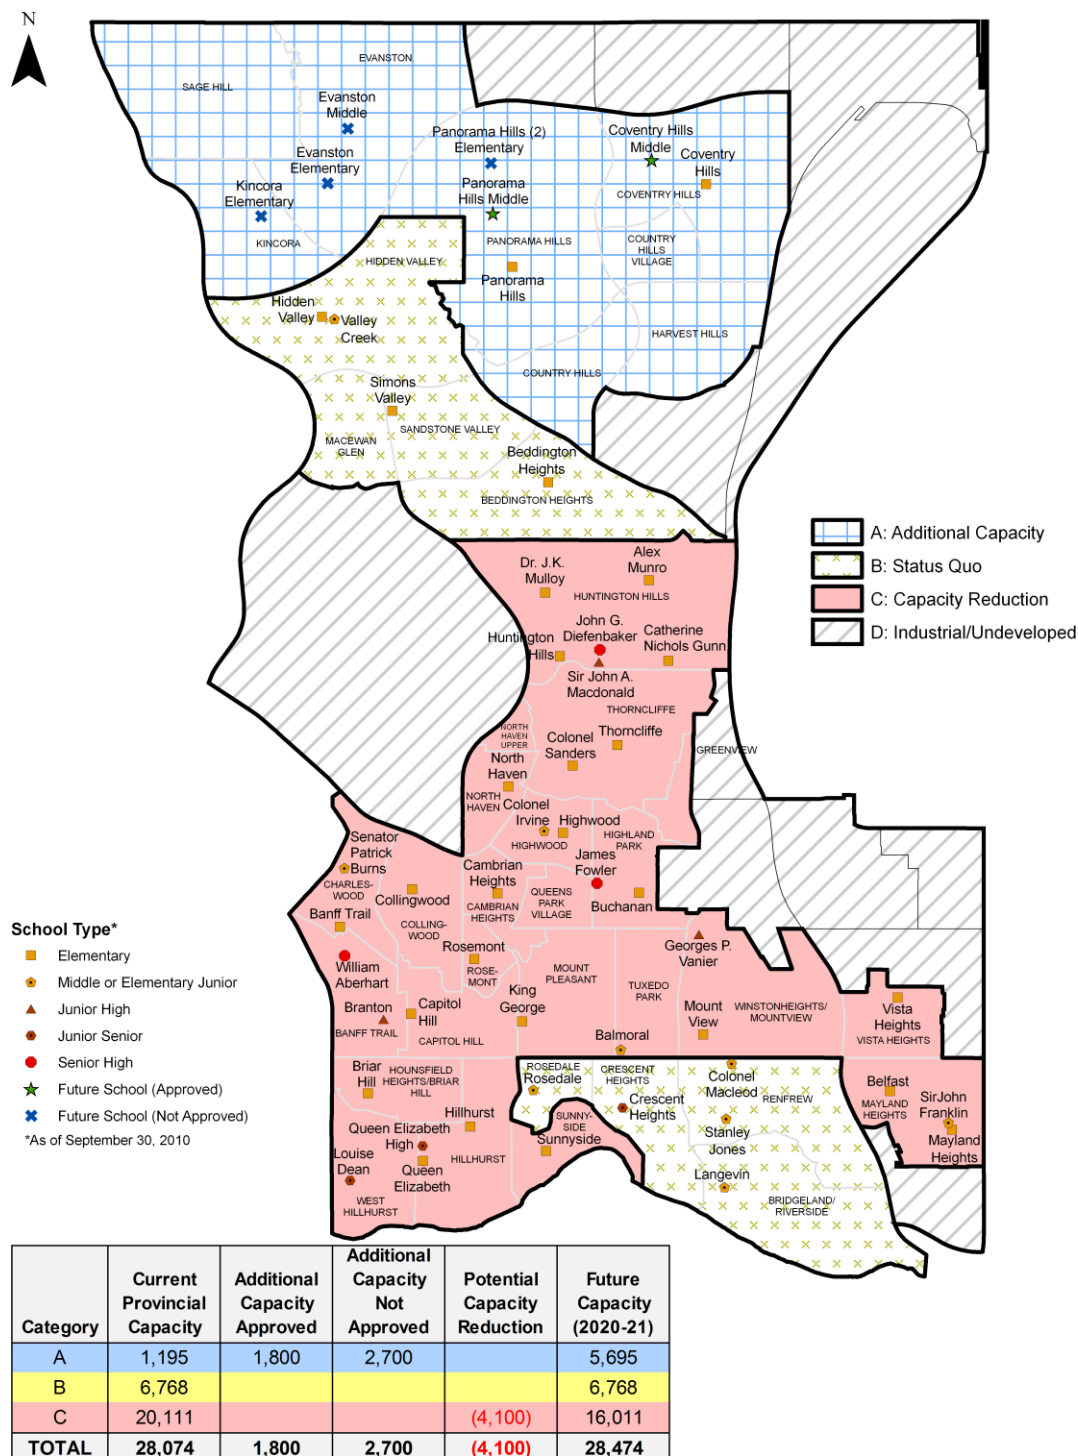 N
EVANSTON
SAGE HILL
Evanston
Middle
Panorama Hills (2)
Elementary
Coventry Hills
Middle
Evanston
Elementary
Coventry
Hills
Kincora
Elementary
Panorama
Hills Middle
COVENTRY HILLS
KINCORA
PANORAMA HILLS
COUNTRY
HILLS
VILLAGE
HIDDEN VALLEY
Panorama
Hills
Hidden
Valley
Valley
Creek
HARVEST HILLS
COUNTRY HILLS
Simons
Valley
SANDSTONE VALLEY
MACEWAN
GLEN
Beddington
Heights
BEDDINGTON HEIGHTS
A: Additional Capacity
B: Status Quo
C: Capacity Reduction
D: Industrial/Undeveloped
Dr. J.K.
Mulloy
Alex
Munro
HUNTINGTON HILLS
John G.
Diefenbaker
Huntington
Hills
Catherine
Nichols Gunn
Sir John A.
Macdonald
THORNCLIFFE
NORTH
HAVEN
UPPER
Colonel
Sanders
Thorncliffe
GREENVIEW
North
Haven
NORTH
HAVEN
Colonel
Irvine
Highwood
HIGHWOOD
HIGHLAND
PARK
Senator
Patrick
Burns
CHARLES-
WOOD
Collingwood
Cambrian
Heights
CAMBRIAN
HEIGHTS
QUEENS
PARK
VILLAGE
James
Fowler
Buchanan
Banff Trail
COLLING-
WOOD
Rosemont
ROSE-
MONT
Georges P.
Vanier
William
Aberhart
MOUNT
PLEASANT
TUXEDO
PARK
Branton
BANFF TRAIL
Capitol
Hill
CAPITOL HILL
King
George
Balmoral
Mount
View
WINSTONHEIGHTS/
MOUNTVIEW
Vista
Heights
VISTA HEIGHTS
Briar
Hill
HOUNSFIELD
HEIGHTS/BRIAR
HILL
ROSEDALE
Rosedale
CRESCENT
HEIGHTS
Crescent
Heights
Colonel
Macleod
RENFREW
Belfast
MAYLAND
HEIGHTS
SirJohn
Franklin
Mayland
Heights
Hillhurst
SUNNY-
SIDE
Sunnyside
Stanley
Jones
Queen Elizabeth
High
HILLHURST
Queen
Elizabeth
Louise
Dean
WEST
HILLHURST
Langevin
BRIDGELAND/
RIVERSIDE
School Type*
Elementary
Middle or Elementary Junior
Junior High
Junior Senior
Senior High
Future School (Approved)
Future School (Not Approved)
*As of September 30, 2010
Category Current Provincial Capacity Additional Capacity Approved Additional Capacity Not Approved Potential Capacity Reduction Future Capacity (2020-21)
A 1,195 1,800 2,700 5,695
B 6,768 6,768
C 20,111 (4,100) 16,011
TOTAL 28,074 1,800 2,700 (4,100) 28,474